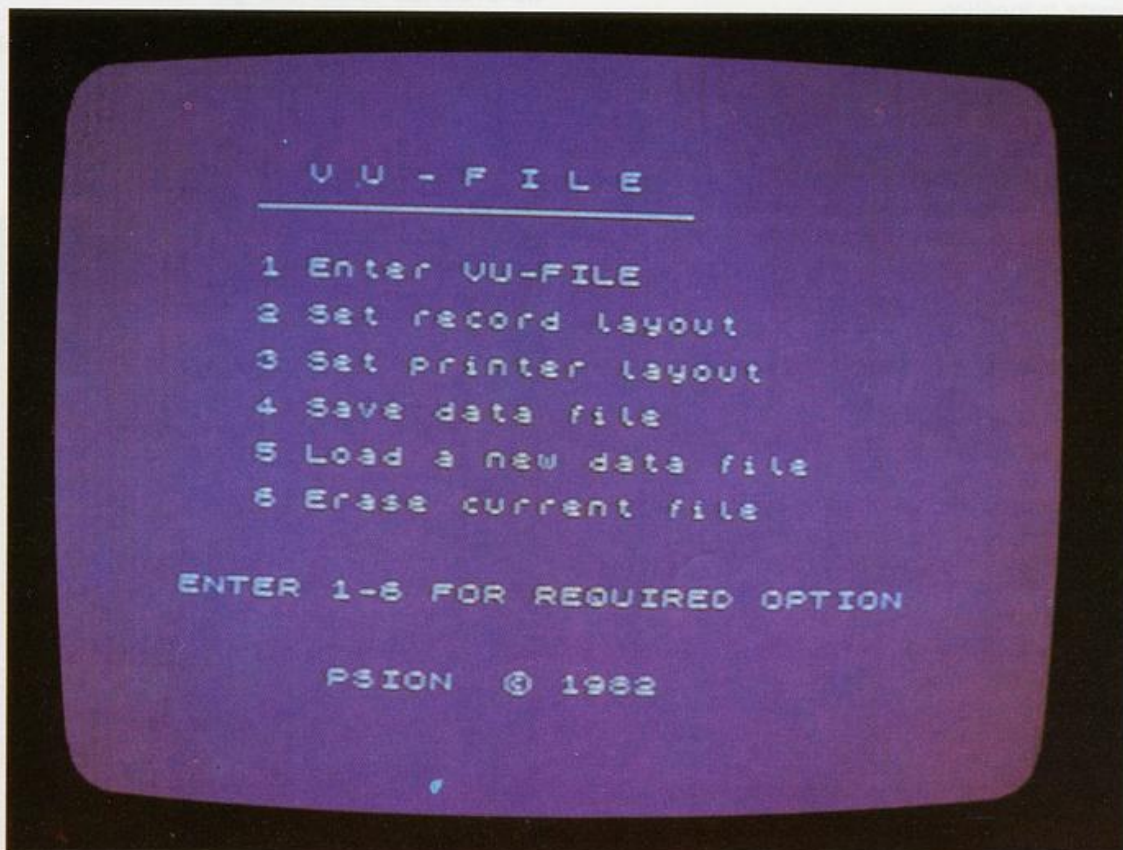 VU-FILE
1 Enter VU-FILE
2 Set record layout
3 Set printer layout
4 Save data file
5 Load a new data file
6 Erase current file
ENTER 1-6 FOR REQUIRED OPTION
PSION © 1982